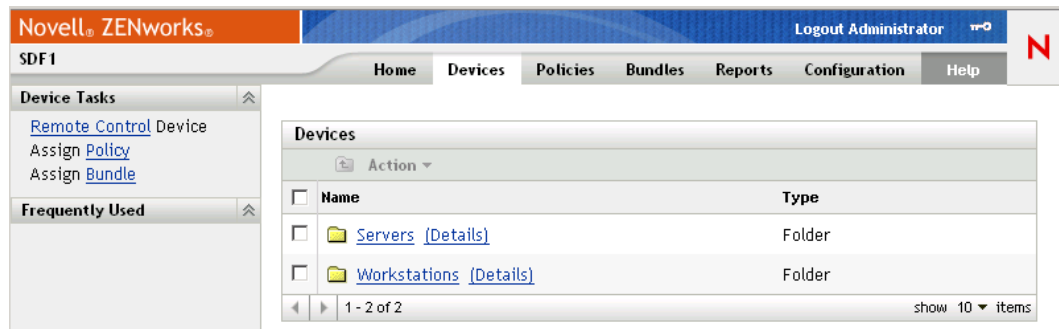 Novell® ZENworks®
Logout Administrator
N
SDF1
Home Devices Policies Bundles Reports Configuration Help
Device Tasks
Remote Control Device
Assign Policy
Assign Bundle
Frequently Used
Devices
Action
Name Type
Servers (Details) Folder
Workstations (Details) Folder
1 - 2 of 2 show 10 items